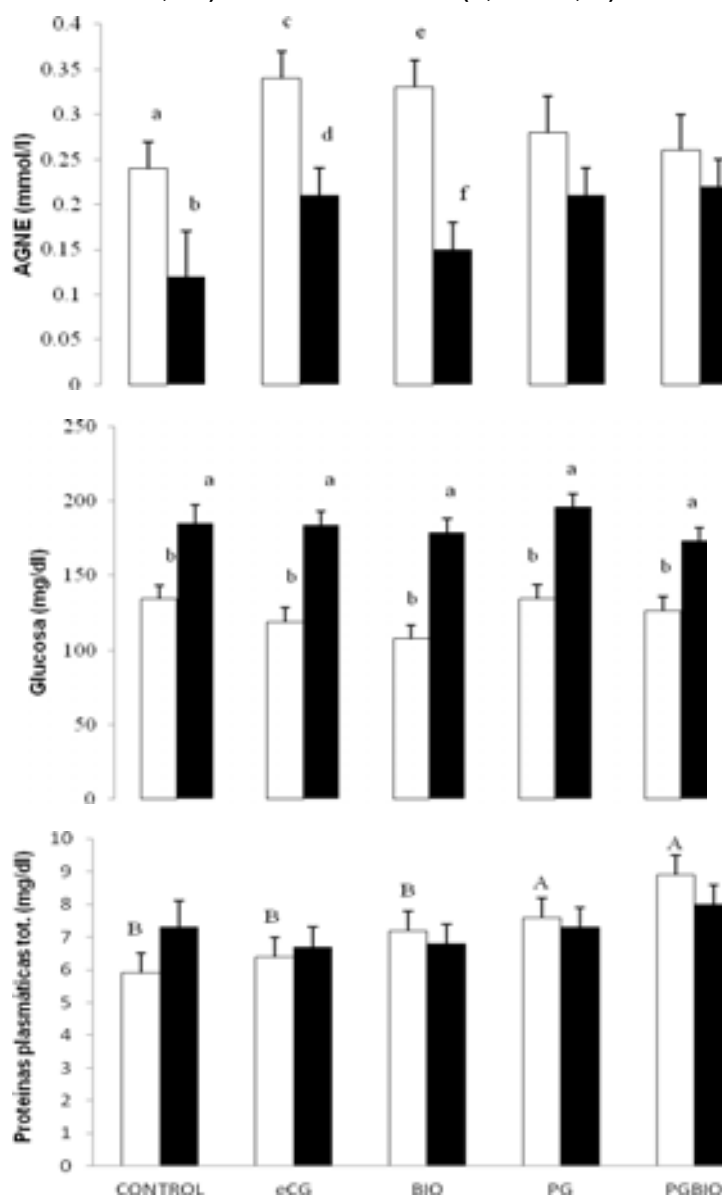 AGNE (mmol/l)
0.4
0.35
0.3
0.25
0.2
0.15
0.1
0.05
0
a
b
c
d
e
f
Glucosa (mg/dl)
250
200
150
100
50
0
b
a
b
a
b
a
b
a
b
a
Proteinas plasmáticas tot. (mg/dl)
10
9
8
7
6
5
4
3
2
1
0
B
B
B
A
A
CONTROL eCG BIO PG PGBIO